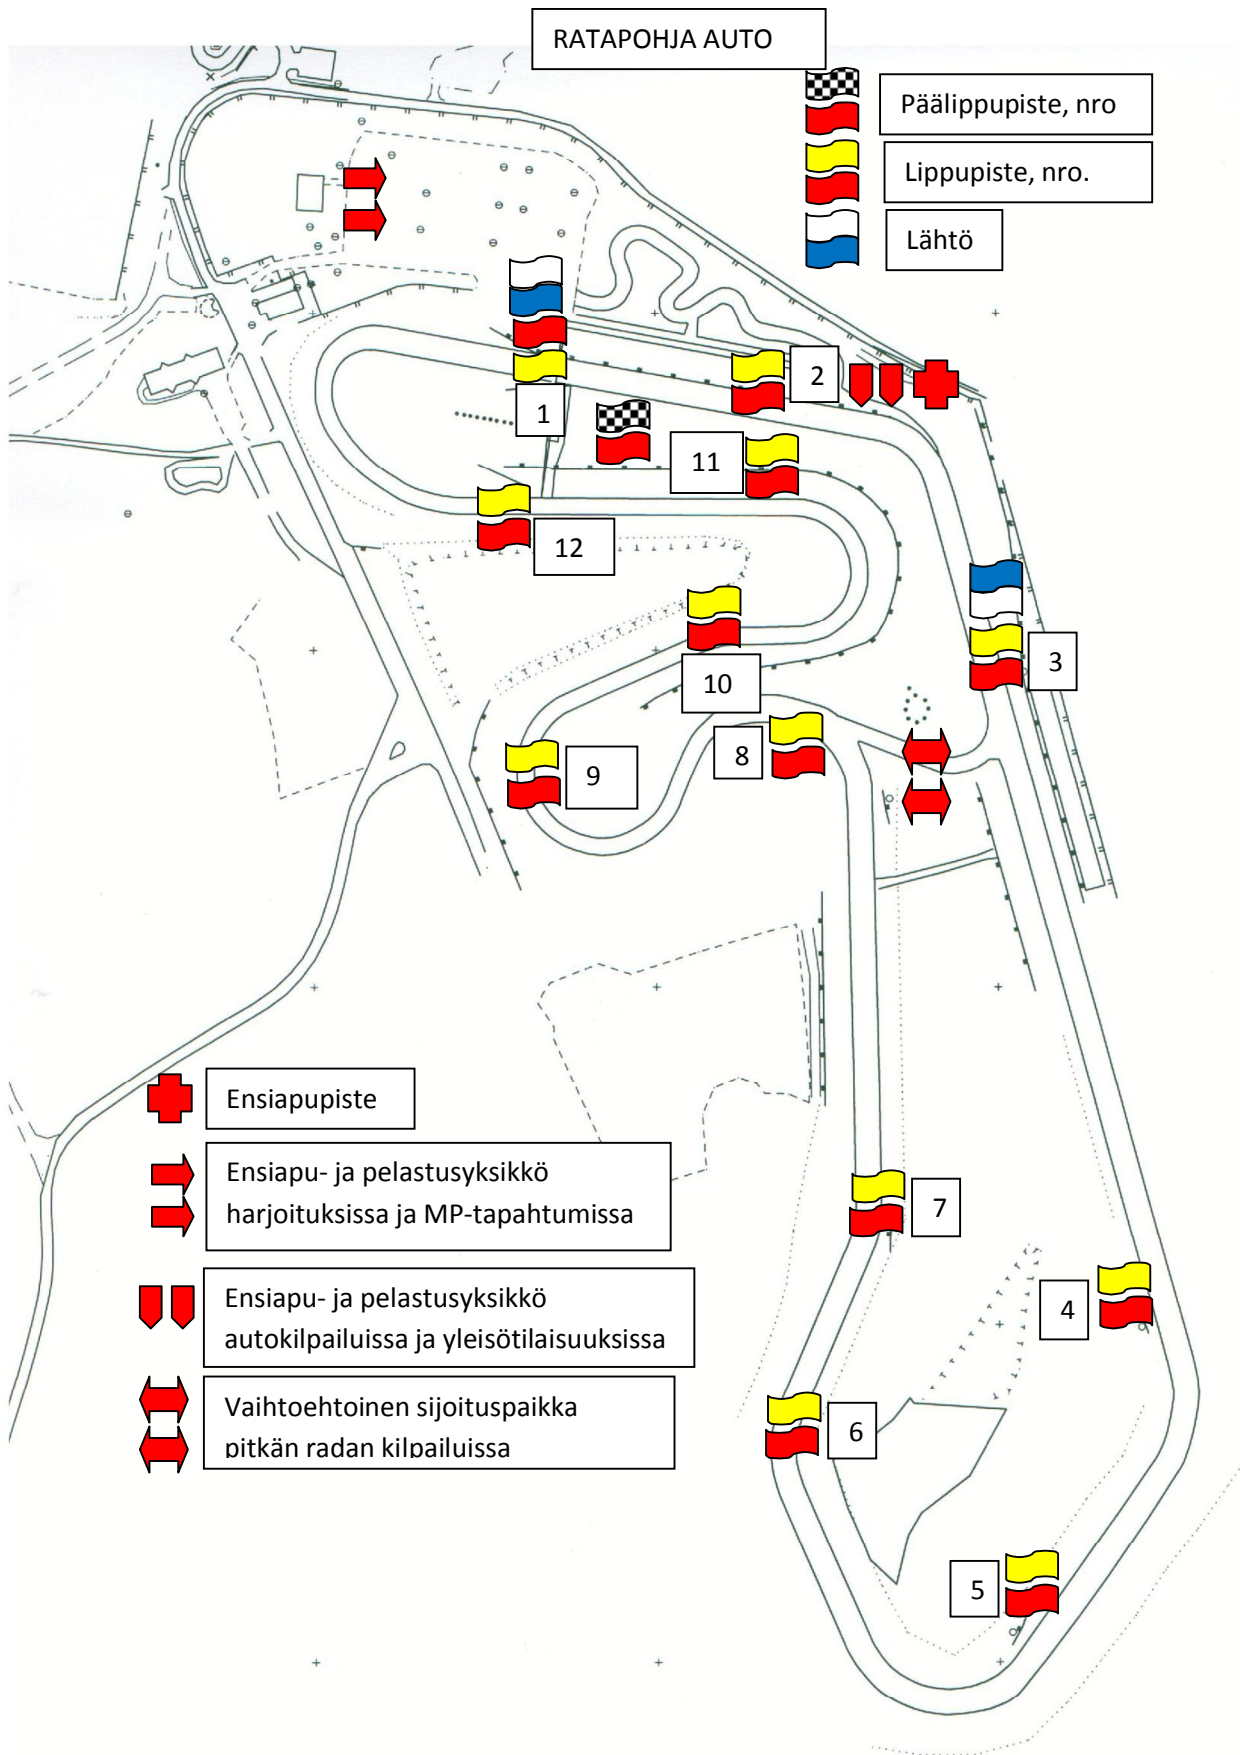 RATAPOHJA AUTO
Päälippupiste, nro
Lippupiste, nro.
Lähtö
1
2
11
12
3
10
8
9
7
4
6
5
Ensiapupiste
Ensiapu- ja pelastusyksikkö
harjoituksissa ja MP-tapahtumissa
Ensiapu- ja pelastusyksikkö
autokilpailuissa ja yleisötilaisuuksissa
Vaihtoehtoinen sijoituspaikka
pitkän radan kilpailuissa